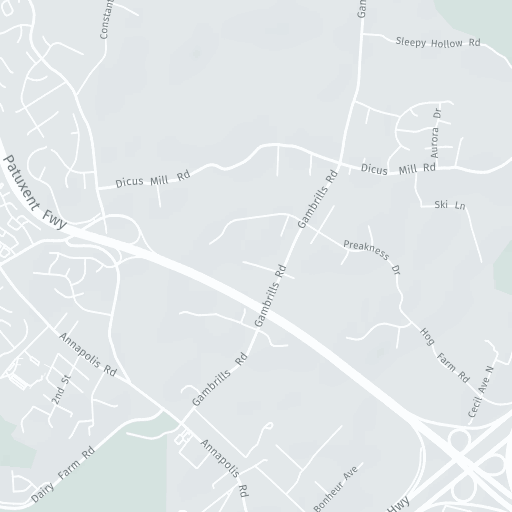 Constant
Gam
Sleepy Hollow Rd
Aurora Dr
Dicus Mill Rd
Dicus Mill Rd
Patuxent Fwy
Gambrills Rd
Ski Ln
Preakness Dr
Gambrills Rd
Annapolis Rd
Hog Farm Rd
2nd St
Gambrills Rd
Cecil Ave N
Dairy Farm Rd
Annapolis Rd
Bonheur Ave
Hwy